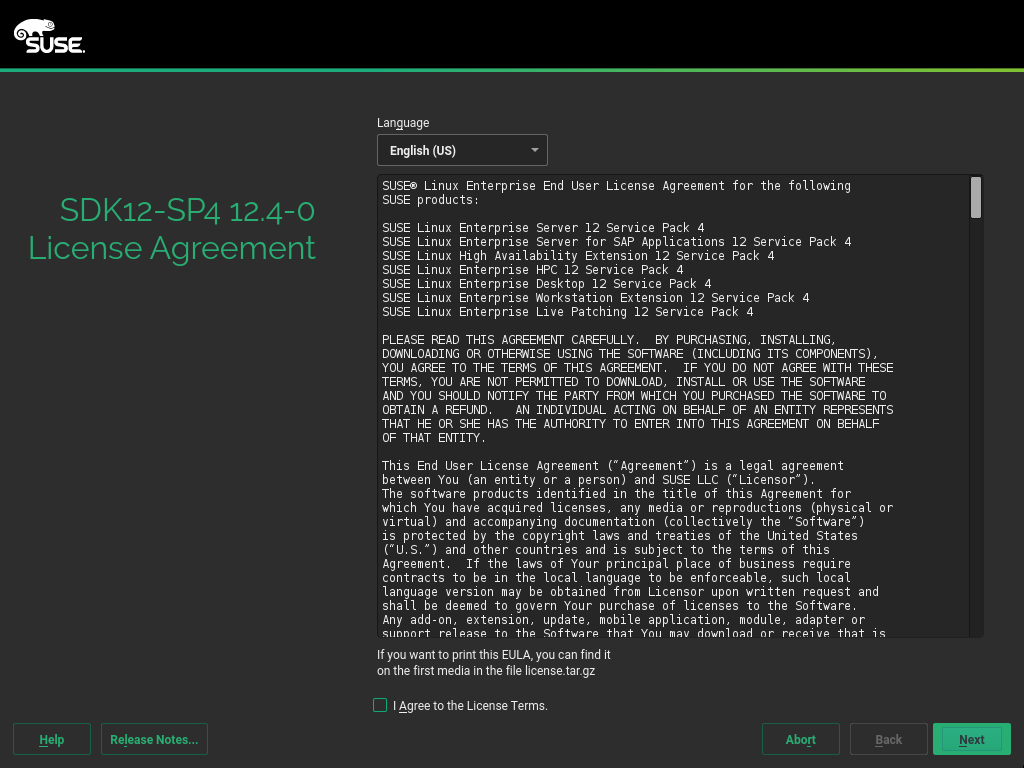 SUSE
Language
English (US)
SDK12-SP4 12.4-0
License Agreement
SUSE® Linux Enterprise End User License Agreement for the following
SUSE products:
SUSE Linux Enterprise Server 12 Service Pack 4
SUSE Linux Enterprise Server for SAP Applications 12 Service Pack 4
SUSE Linux High Availability Extension 12 Service Pack 4
SUSE Linux Enterprise HPC 12 Service Pack 4
SUSE Linux Enterprise Desktop 12 Service Pack 4
SUSE Linux Enterprise Workstation Extension 12 Service Pack 4
SUSE Linux Enterprise Live Patching 12 Service Pack 4
PLEASE READ THIS AGREEMENT CAREFULLY.  BY PURCHASING, INSTALLING,
DOWNLOADING OR OTHERWISE USING THE SOFTWARE (INCLUDING ITS COMPONENTS),
YOU AGREE TO THE TERMS OF THIS AGREEMENT.  IF YOU DO NOT AGREE WITH THESE
TERMS, YOU ARE NOT PERMITTED TO DOWNLOAD, INSTALL OR USE THE SOFTWARE
AND YOU SHOULD NOTIFY THE PARTY FROM WHICH YOU PURCHASED THE SOFTWARE TO
OBTAIN A REFUND.   AN INDIVIDUAL ACTING ON BEHALF OF AN ENTITY REPRESENTS
THAT HE OR SHE HAS THE AUTHORITY TO ENTER INTO THIS AGREEMENT ON BEHALF
OF THAT ENTITY.
This End User License Agreement (“Agreement”) is a legal agreement
between You (an entity or a person) and SUSE LLC (“Licensor”).
The software products identified in the title of this Agreement for
which You have acquired licenses, any media or reproductions (physical or
virtual) and accompanying documentation (collectively the “Software”)
is protected by the copyright laws and treaties of the United States
(“U.S.”) and other countries and is subject to the terms of this
Agreement.  If the laws of Your principal place of business require
contracts to be in the local language to be enforceable, such local
language version may be obtained from Licensor upon written request and
shall be deemed to govern Your purchase of licenses to the Software.
Any add-on, extension, update, mobile application, module, adapter or
support release to the Software that You may download or receive that is
If you want to print this EULA, you can find it
on the first media in the file license.tar.gz
I Agree to the License Terms.
Help
Release Notes...
Abort
Back
Next